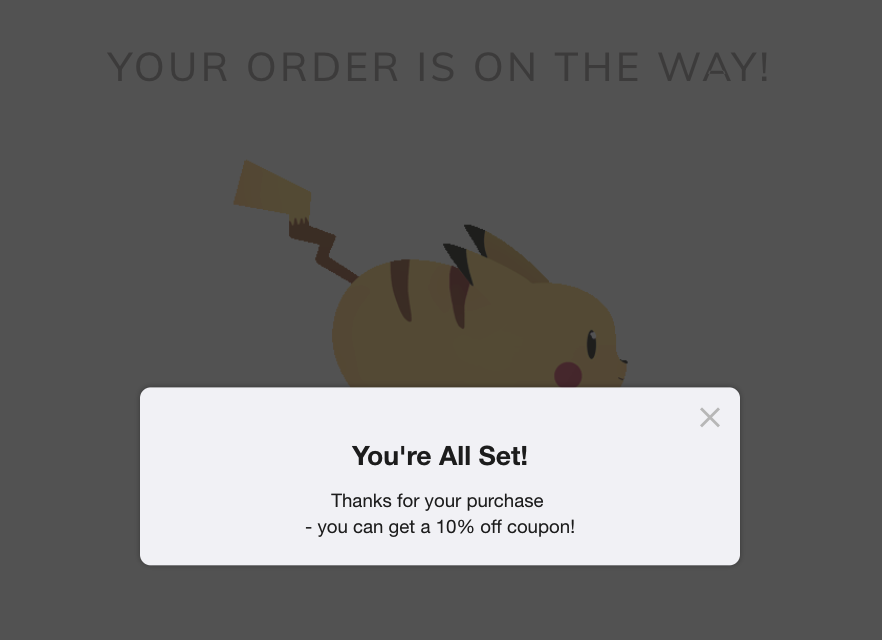 YOUR ORDER IS ON THE WAY!
You're All Set!
Thanks for your purchase
- you can get a 10% off coupon!